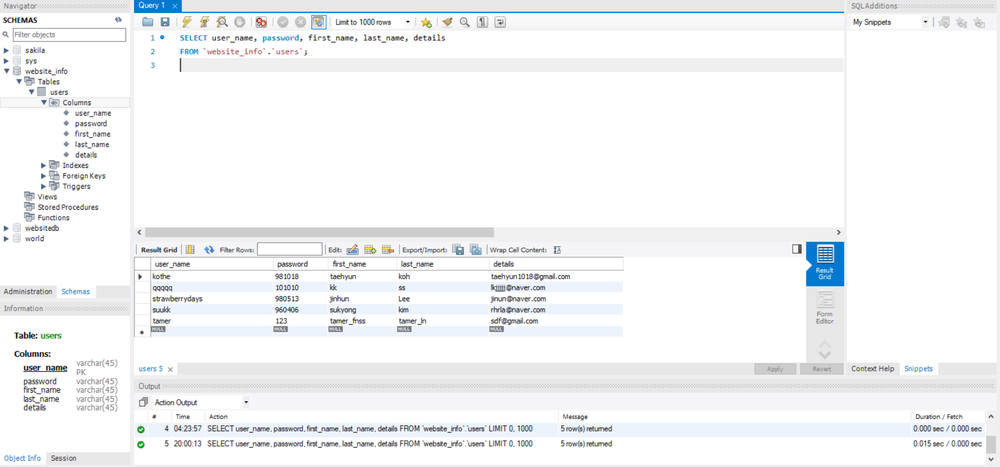 Navigator
SCHEMAS
Filter objects
sakila
sys
website_info
Tables
users
Columns
user_name
password
first_name
last_name
details
Indexes
Foreign Keys
Triggers
Views
Stored Procedures
Functions
websitedb
world
Administration Schemas
Information
Table: users
Columns:
user_name varchar(45) PK
password varchar(45)
first_name varchar(45)
last_name varchar(45)
details varchar(45)
Object Info Session
Query 1
Limit to 1000 rows
1 SELECT user_name, password, first_name, last_name, details
2 FROM `website_info`.`users`;
3
Result Grid Filter Rows: Edit: Export/Import: Wrap Cell Content:
user_name password first_name last_name details
kothe 981018 taehyun koh taehyun1018@gmail.com
qqqqq 101010 kk ss lkjjjjj@naver.com
strawberrydays 980513 jinhun Lee jinun@naver.com
suukk 960406 sukyong kim rhrla@naver.com
tamer 123 tamer_fnss tamer_ln sdf@gmail.com
NULL NULL NULL NULL NULL
Result Grid
Form Editor
users 5 Apply Revert
Output
Action Output
# Time Action Message Duration / Fetch
4 04:23:57 SELECT user_name, password, first_name, last_name, details FROM `website_info`.`users` LIMIT 0, 1000 5 row(s) returned 0.000 sec / 0.000 sec
5 20:00:13 SELECT user_name, password, first_name, last_name, details FROM `website_info`.`users` LIMIT 0, 1000 5 row(s) returned 0.015 sec / 0.000 sec
SQLAdditions
My Snippets
Context Help Snippets